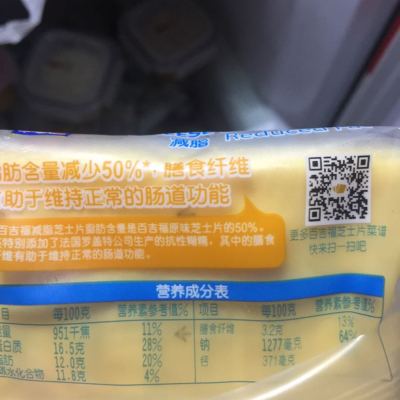 减脂
Reduced
肪含量减少50%*，膳食纤维
助于维持正常的肠道功能
百吉福减脂芝士片脂肪含量是百吉福原味芝士片的50%。
特别添加了法国罗盖特公司生产的抗性糊精，其中的膳食
维有助于维持正常的肠道功能。
更多百吉福芝士片菜谱
快来扫一扫吧
营养成分表
目 每100克 营养素参考值% 项目 每100克 营养素参考值%
量 951千焦 11% 膳食纤维 3.2克 13%
白质 16.5克 28% 钠 1277毫克 64%
肪 12.0克 20% 钙 371毫克
水化合物 11.8克 4%